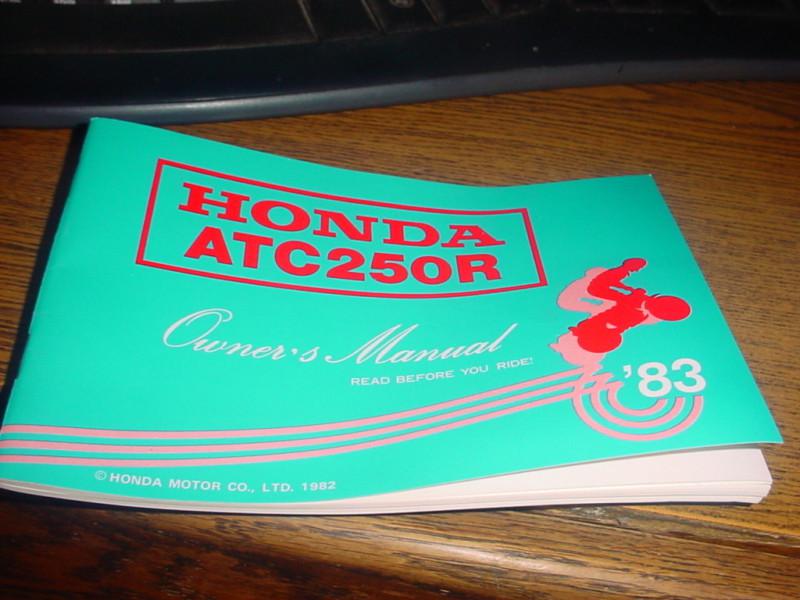 HONDA
ATC250R
Owner's Manual
READ BEFORE YOU RIDE!
'83
© HONDA MOTOR CO., LTD. 1982